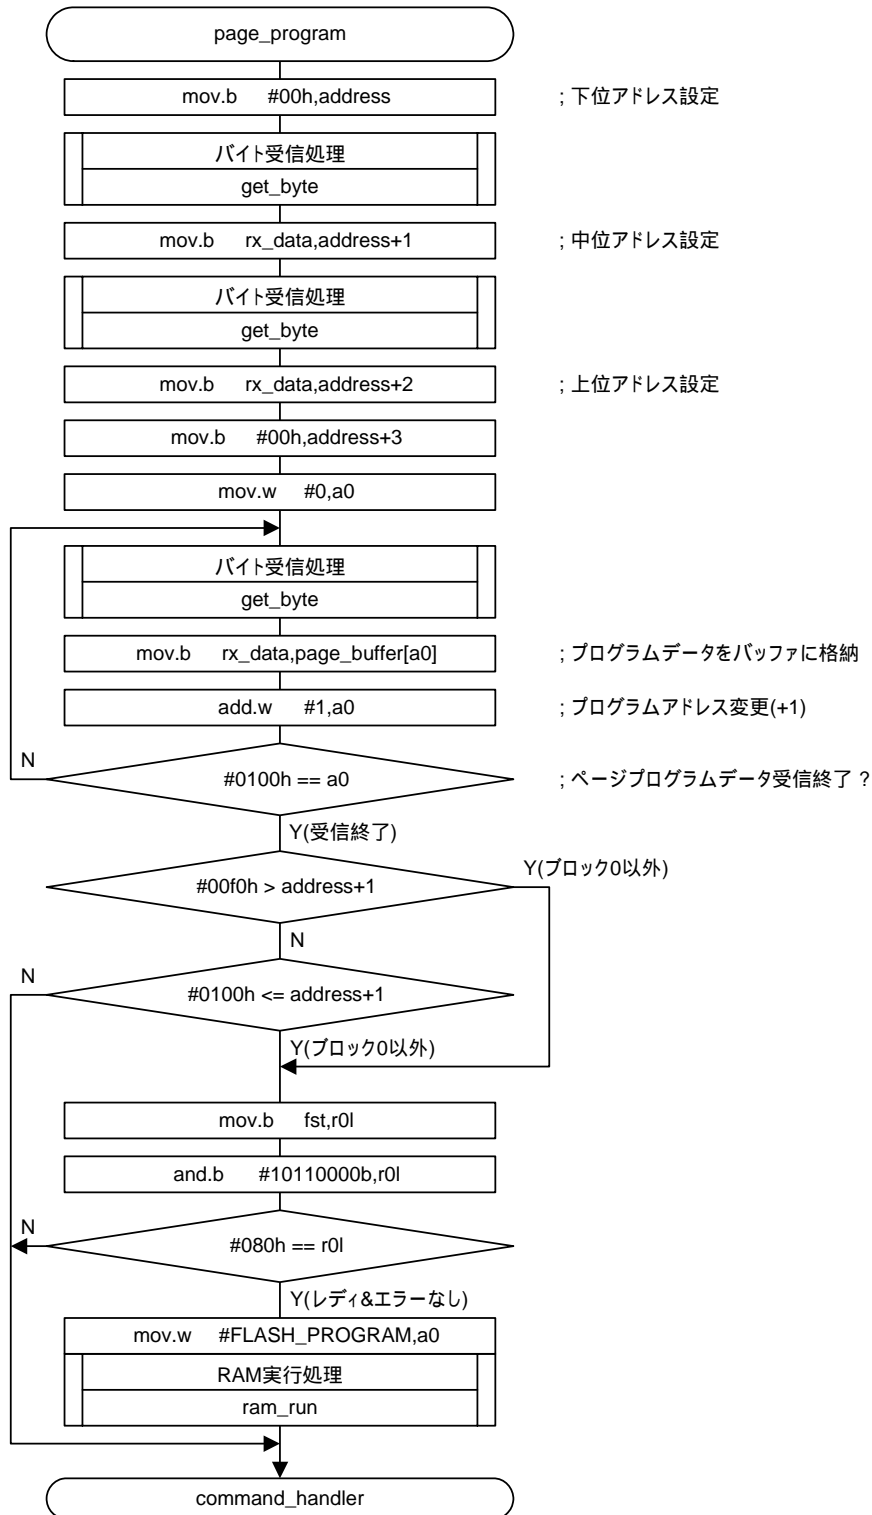 page_program
mov.b #00h,address ; 下位アドレス設定
バイト受信処理
get_byte
mov.b rx_data,address+1 ; 中位アドレス設定
バイト受信処理
get_byte
mov.b rx_data,address+2 ; 上位アドレス設定
mov.b #00h,address+3
mov.w #0,a0
バイト受信処理
get_byte
mov.b rx_data,page_buffer[a0] ; プログラムデータをバッファに格納
add.w #1,a0 ; プログラムアドレス変更(+1)
N
#0100h == a0 ; ページプログラムデータ受信終了 ?
Y(受信終了)
Y(ブロック0以外)
#00f0h > address+1
N
N
#0100h <= address+1
Y(ブロック0以外)
mov.b fst,r0l
and.b #10110000b,r0l
N
#080h == r0l
Y(レディ&エラーなし)
mov.w #FLASH_PROGRAM,a0
RAM実行処理
ram_run
command_handler